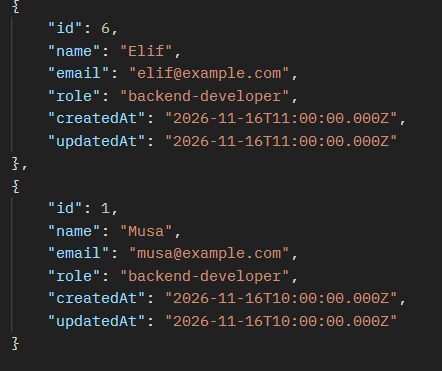 {
"id": 6,
"name": "Elif",
"email": "elif@example.com",
"role": "backend-developer",
"createdAt": "2026-11-16T11:00:00.000Z",
"updatedAt": "2026-11-16T11:00:00.000Z"
},
{
"id": 1,
"name": "Musa",
"email": "musa@example.com",
"role": "backend-developer",
"createdAt": "2026-11-16T10:00:00.000Z",
"updatedAt": "2026-11-16T10:00:00.000Z"
}